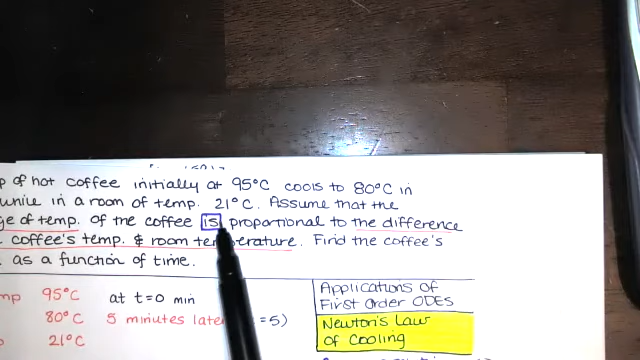 p of hot coffee initially at 95°C cools to 80°C in
while in a room of temp. 21°C. Assume that the
ge of temp. of the coffee is proportional to the difference
coffee's temp. & room temperature. Find the coffee's
as a function of time.
mp 95°C at t=0 min
80°C 5 minutes late = 5)
21°C
Applications of
First Order ODES
Newton's Law
of Cooling